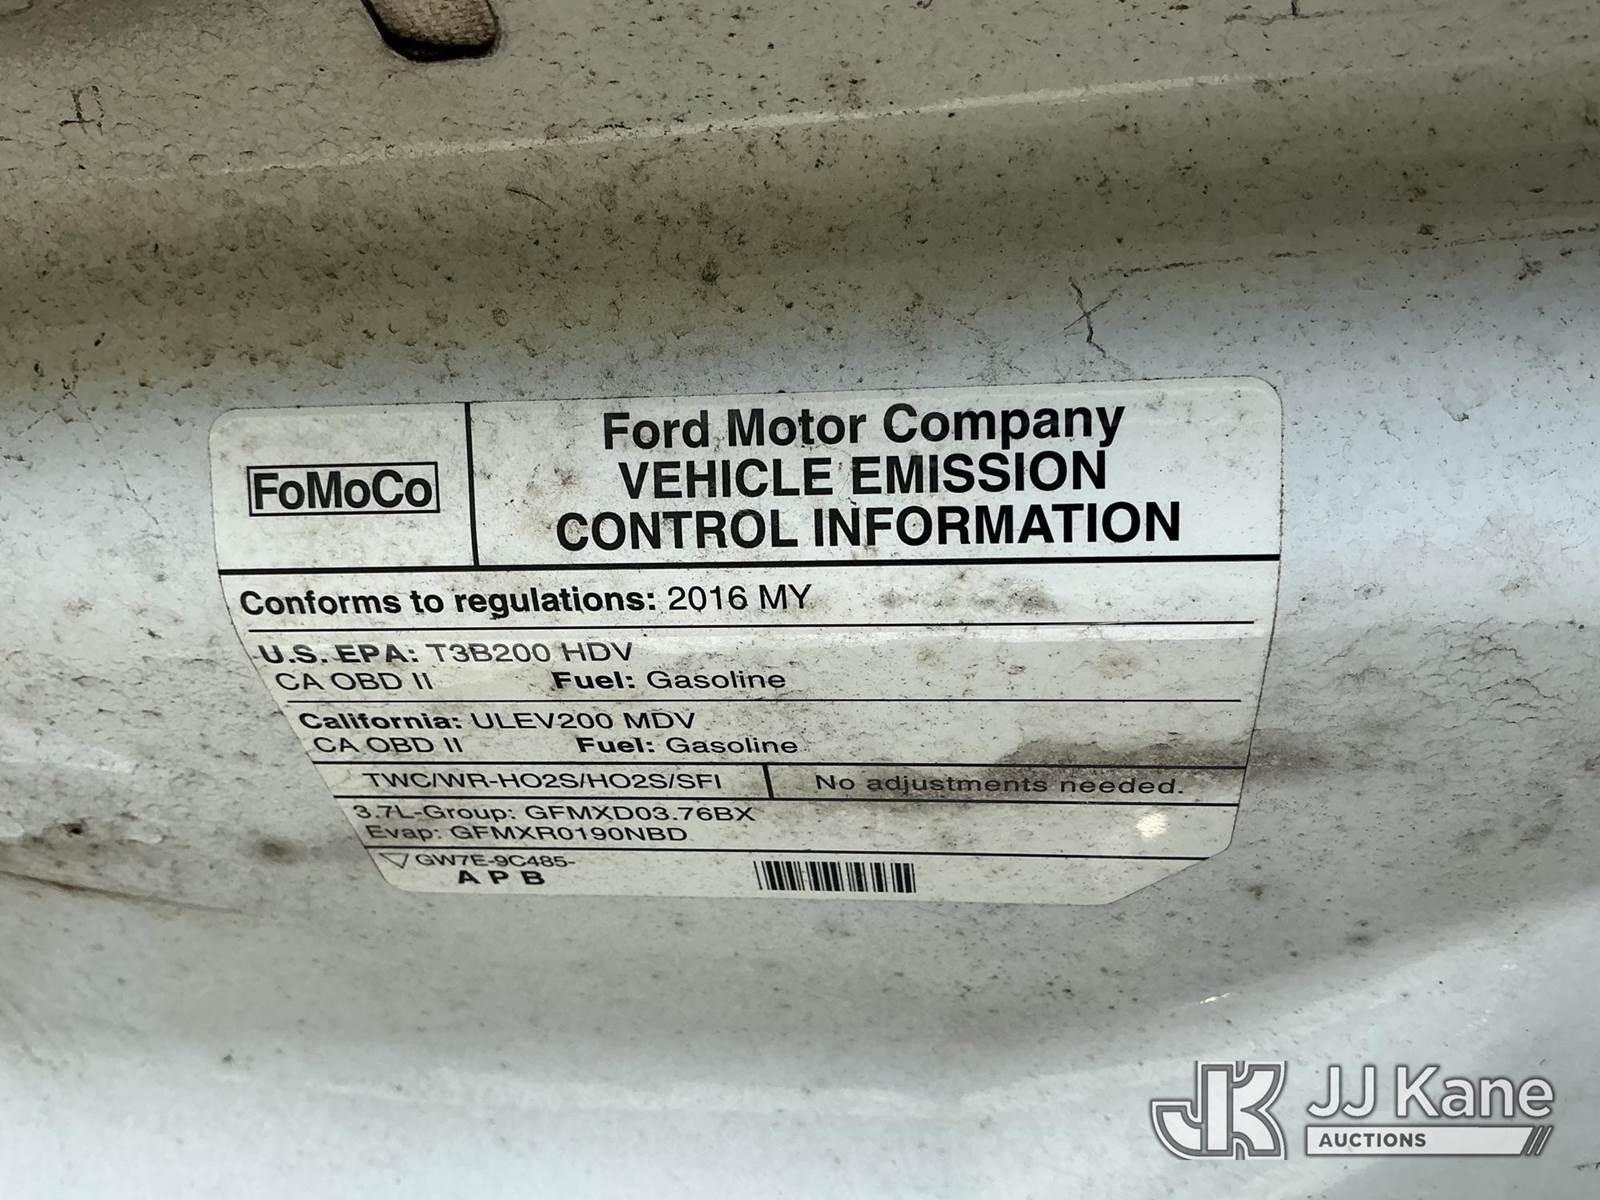 FoMoCo
Ford Motor Company
VEHICLE EMISSION
CONTROL INFORMATION
Conforms to regulations: 2016 MY
U.S. EPA: T3B200 HDV
CA OBD II Fuel: Gasoline
California: ULEV200 MDV
CA OBD II Fuel: Gasoline
TWC/WR-HO2S/HO2S/SFI No adjustments needed.
3.7L-Group: GFMXD03.76BX
Evap: GFMXR0190NBD
GW7E-9C485-
A P B
JJ Kane
AUCTIONS